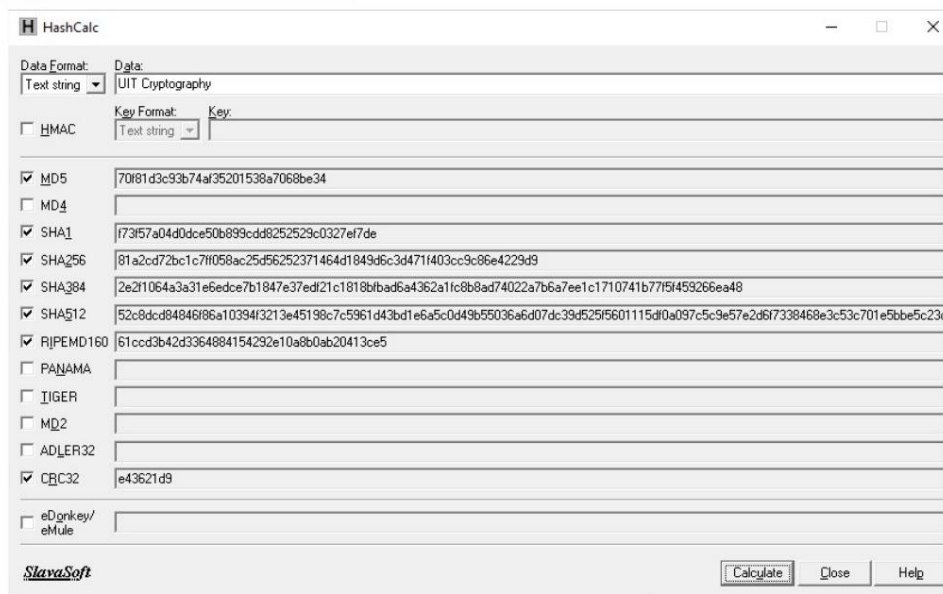 HashCalc
Data Format: Data:
Text string UIT Cryptography
Key Format: Key:
HMAC Text string
MD5 70f81d3c93b74af35201538a7068be34
MD4
SHA1 f73f57a04d0dce50b899cdd8252529c0327ef7de
SHA256 81a2cd72bc1c7ff058ac25d56252371464d1849d6c3d471f403cc9c86e4229d9
SHA384 2e2f1064a3a31e6edce7b1847e37edf21c1818bfbad6a4362a1fc8b8ad74022a7b6a7ee1c1710741b77f5f459266ea48
SHA512 52c8dcd84846f86a10394f3213e45198c7c5961d43bd1e6a5c0d49b55036a6d07dc39d525f5601115df0a097c5c9e57e2d6f7338468e3c53c701e5bbe5c23
RIPEMD160 61ccd3b42d3364884154292e10a8b0ab20413ce5
PANAMA
TIGER
MD2
ADLER32
CRC32 e43621d9
eDonkey/
eMule
SlavaSoft Calculate Close Help